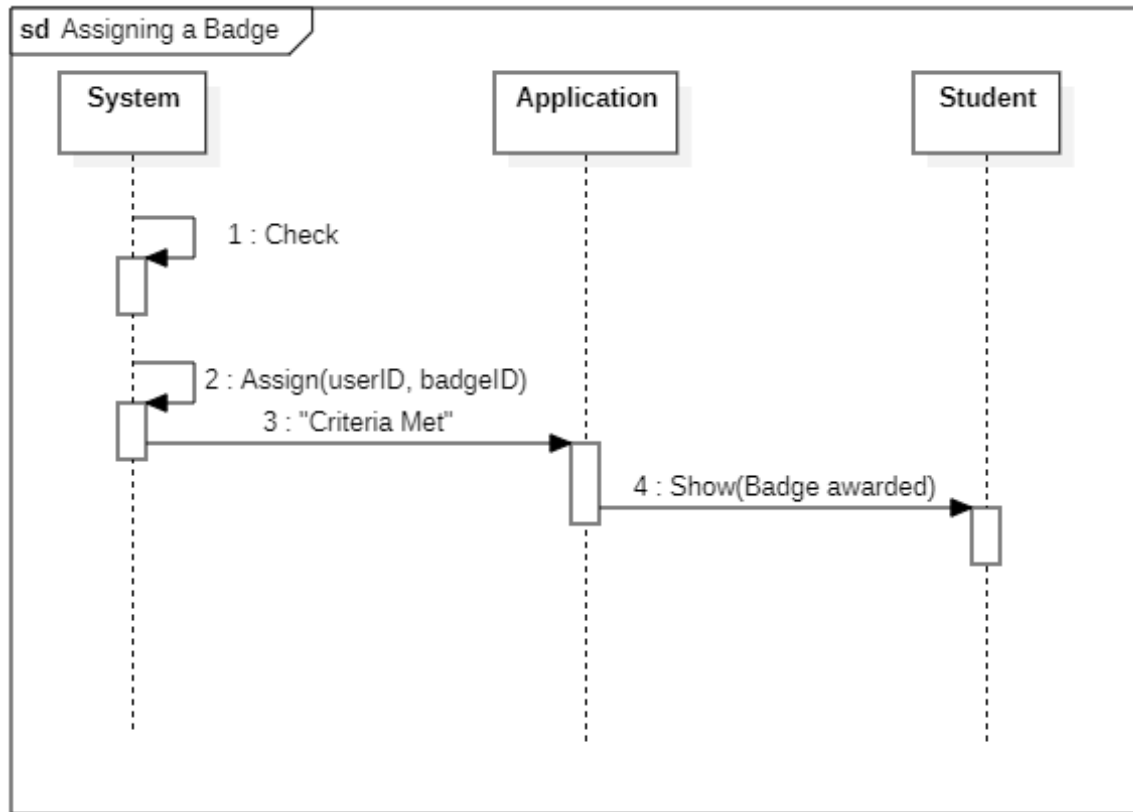 sd Assigning a Badge
System
Application
Student
1 : Check
2 : Assign(userID, badgeID)
3 : "Criteria Met"
4 : Show(Badge awarded)